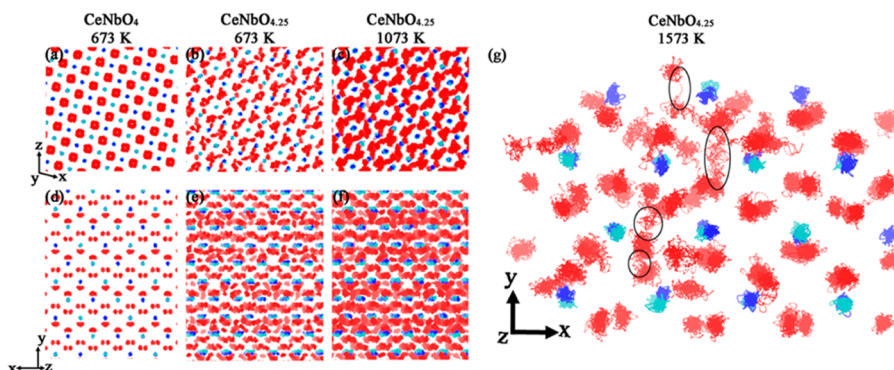 CeNbO4
673 K
CeNbO4.25
673 K
CeNbO4.25
1073 K
CeNbO4.25
1573 K
(a)
(b)
(c)
(g)
z
y
x
(d)
(e)
(f)
y
x
z
y
z
x